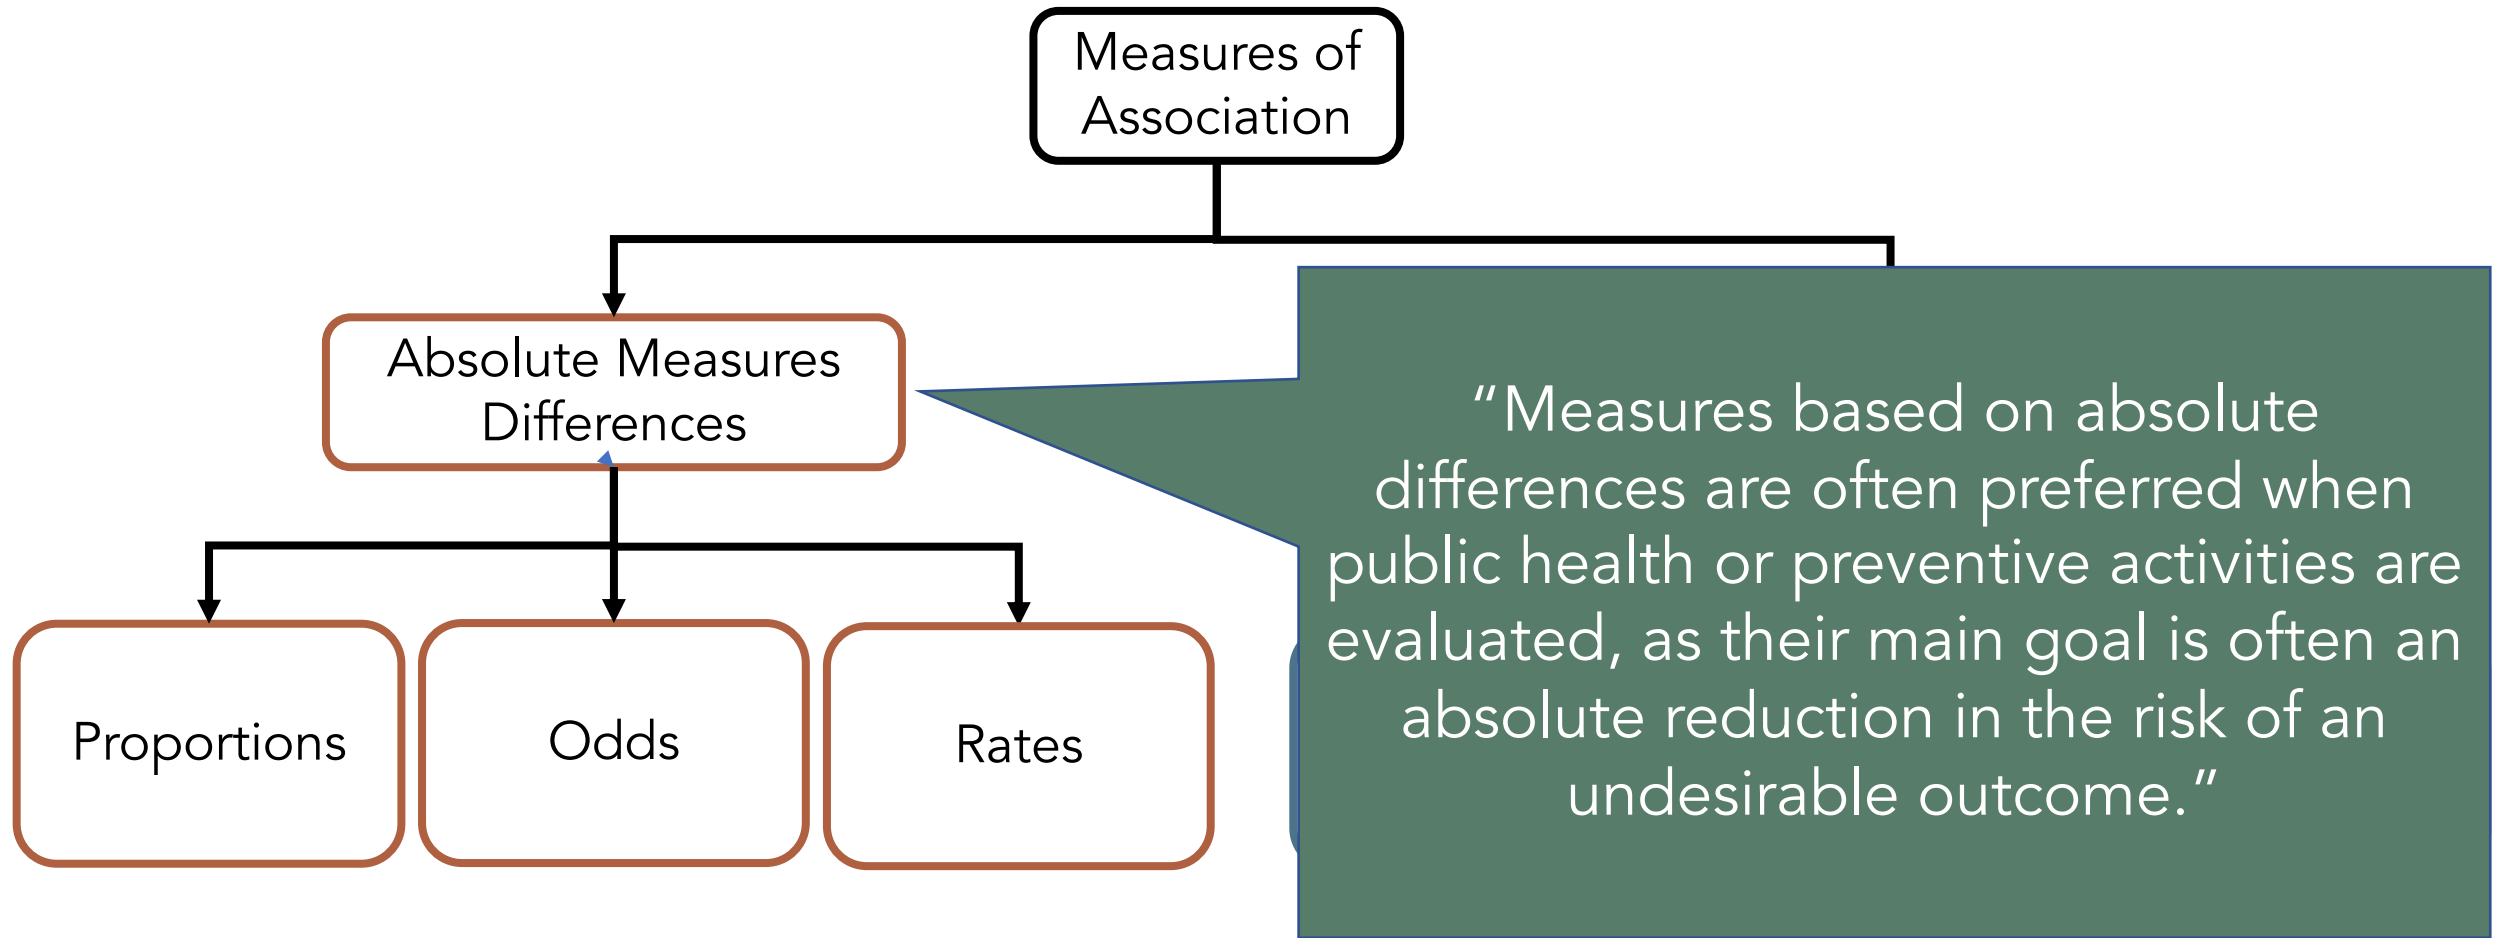 Measures of
Association
Absolute Measures
Differences
“Measures based on absolute
differences are often preferred when
public health or preventive activities are
evaluated, as their main goal is often an
absolute reduction in the risk of an
undesirable outcome.”
Proportions
Odds
Rates